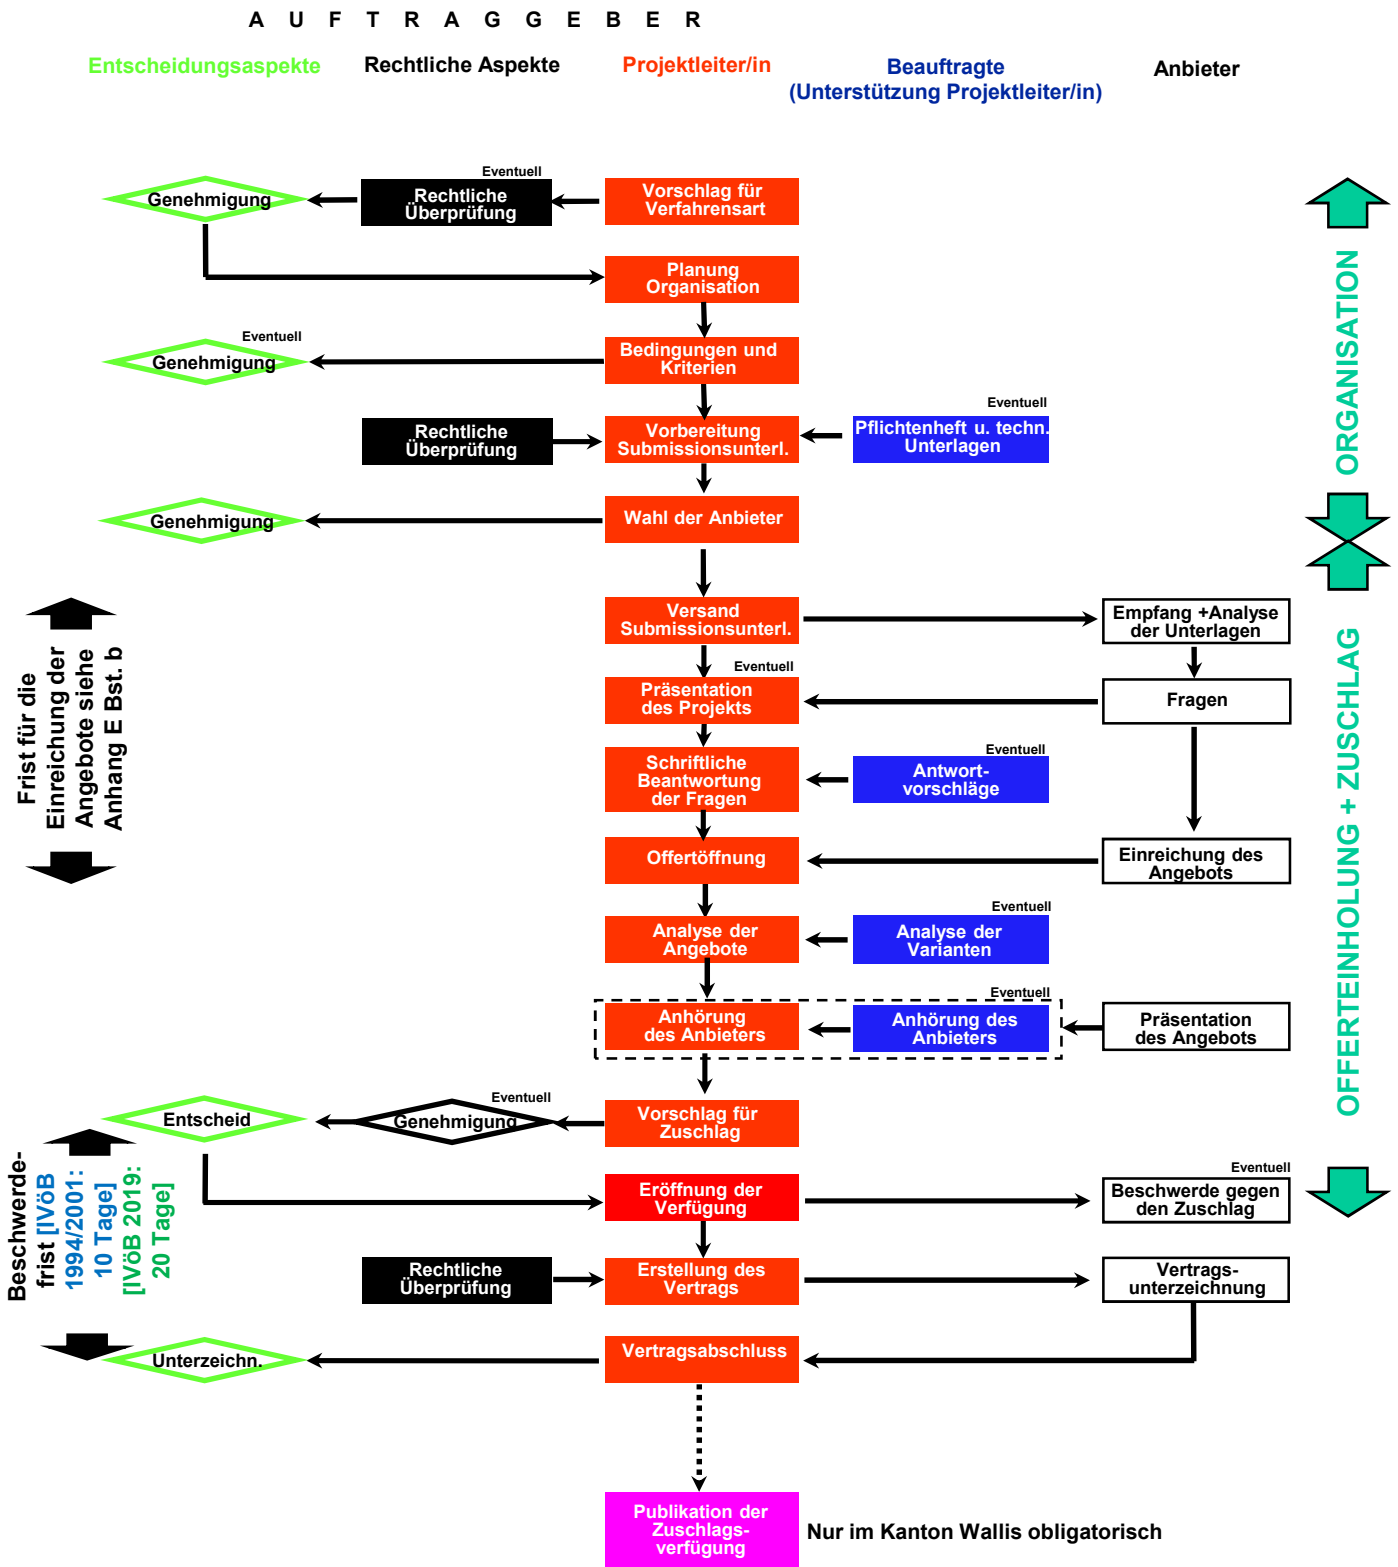 A U F T R A G G E B E R
Entscheidungsaspekte
Rechtliche Aspekte
Projektleiter/in
Beauftragte
(Unterstützung Projektleiter/in)
Anbieter
Genehmigung
Eventuell
Rechtliche
Überprüfung
Vorschlag für
Verfahrensart
Planung
Organisation
Eventuell
Genehmigung
Bedingungen und
Kriterien
Rechtliche
Überprüfung
Vorbereitung
Submissionsunterl.
Eventuell
Pflichtenheft u. techn.
Unterlagen
Genehmigung
Wahl der Anbieter
ORGANISATION
Versand
Submissionsunterl.
Empfang +Analyse
der Unterlagen
Frist für die
Einreichung der
Angebote siehe
Anhang E Bst. b
Eventuell
Präsentation
des Projekts
Fragen
Schriftliche
Beantwortung
der Fragen
Eventuell
Antwort-
vorschläge
Offertöffnung
Einreichung des
Angebots
Analyse der
Angebote
Eventuell
Analyse der
Varianten
Anhörung
des Anbieters
Eventuell
Anhörung des
Anbieters
Präsentation
des Angebots
OFFERTEINHOLUNG + ZUSCHLAG
Entscheid
Eventuell
Genehmigung
Vorschlag für
Zuschlag
Beschwerde-
frist [IVöB
1994/2001:
10 Tage]
[IVöB 2019:
20 Tage]
Eröffnung der
Verfügung
Eventuell
Beschwerde gegen
den Zuschlag
Rechtliche
Überprüfung
Erstellung des
Vertrags
Vertrags-
unterzeichnung
Unterzeichn.
Vertragsabschluss
Publikation der
Zuschlags-
verfügung
Nur im Kanton Wallis obligatorisch